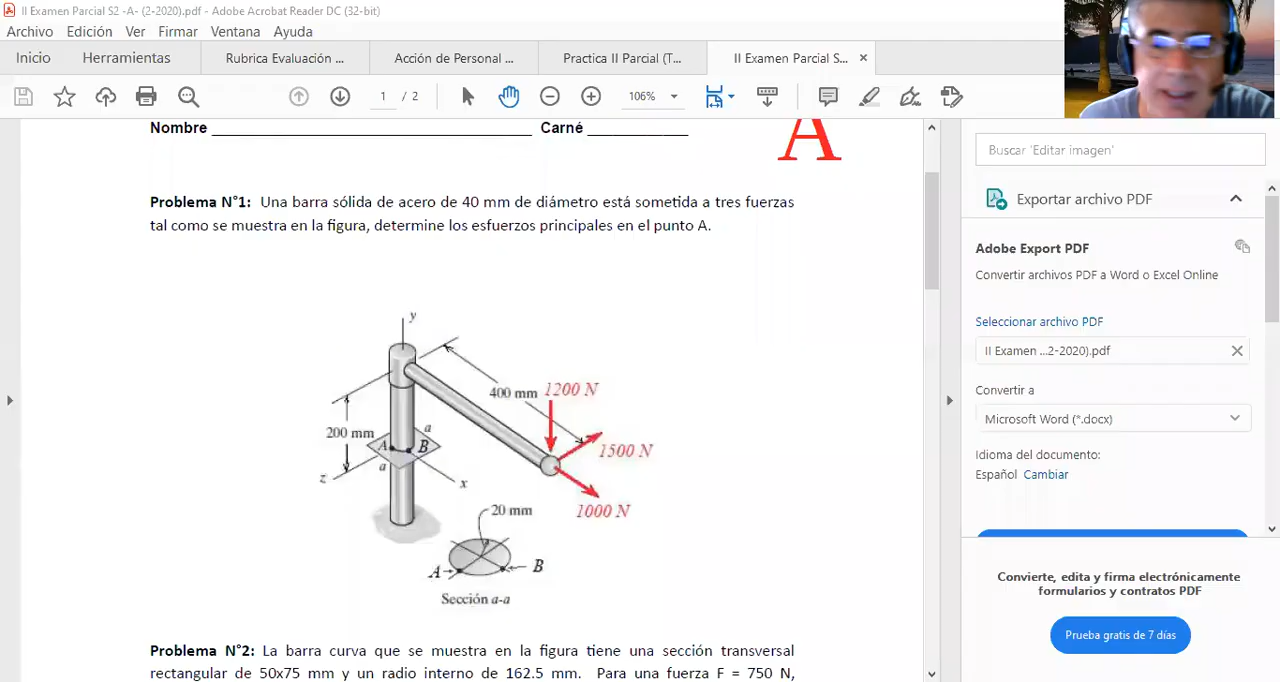 II Examen Parcial S2 -A- (2-2020).pdf - Adobe Acrobat Reader DC (32-bit)
Archivo Edición Ver Firmar Ventana Ayuda
Inicio Herramientas Rubrica Evaluación ... Acción de Personal ... Practica II Parcial (T... II Examen Parcial S... ×
1 / 2 106%
Nombre Carné
A
Problema N°1: Una barra sólida de acero de 40 mm de diámetro está sometida a tres fuerzas
tal como se muestra en la figura, determine los esfuerzos principales en el punto A.
y
400 mm
1200 N
200 mm
a
A
B
1500 N
a
z
x
1000 N
20 mm
A
B
Sección a-a
Problema N°2: La barra curva que se muestra en la figura tiene una sección transversal
rectangular de 50x75 mm y un radio interno de 162.5 mm. Para una fuerza F = 750 N,
Buscar 'Editar imagen'
Exportar archivo PDF
Adobe Export PDF
Convertir archivos PDF a Word o Excel Online
Seleccionar archivo PDF
II Examen ...2-2020).pdf
Convertir a
Microsoft Word (*.docx)
Idioma del documento:
Español Cambiar
Convierte, edita y firma electrónicamente
formularios y contratos PDF
Prueba gratis de 7 días